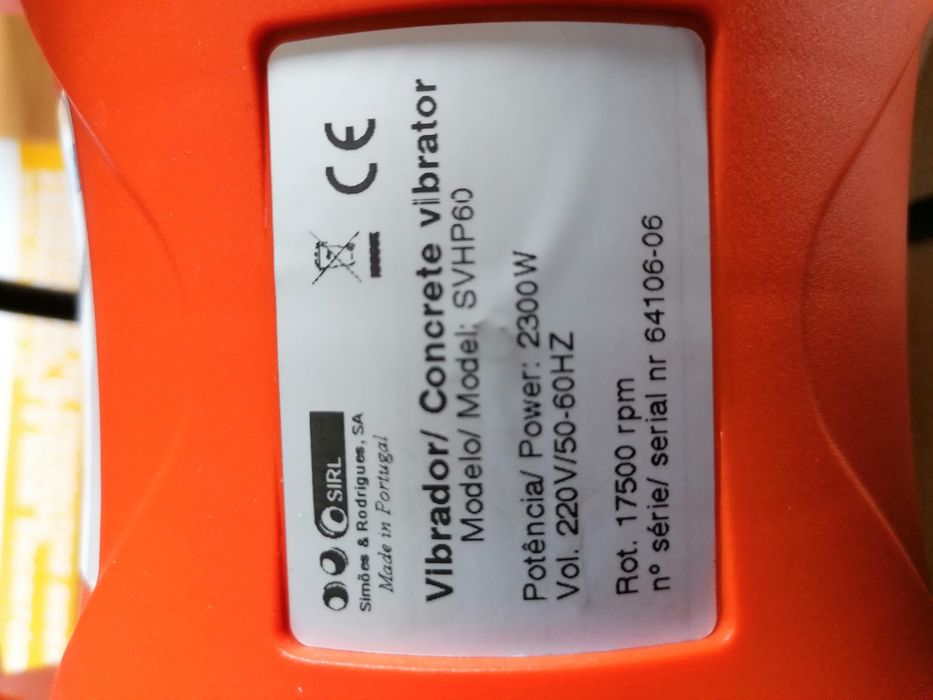 SIRL
Simões & Rodrigues, SA
Made in Portugal
CE
Vibrador/ Concrete vibrator
Modelo/ Model: SVHP60
Potência/ Power: 2300W
Vol. 220V/50-60HZ
Rot. 17500 rpm
nº série/ serial nr 64106-06